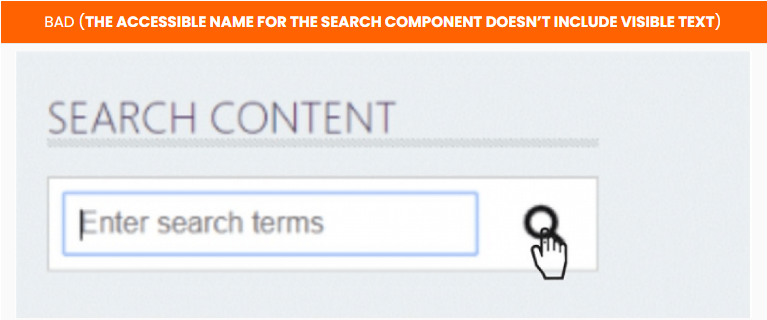 BAD (THE ACCESSIBLE NAME FOR THE SEARCH COMPONENT DOESN’T INCLUDE VISIBLE TEXT)
SEARCH CONTENT
Enter search terms